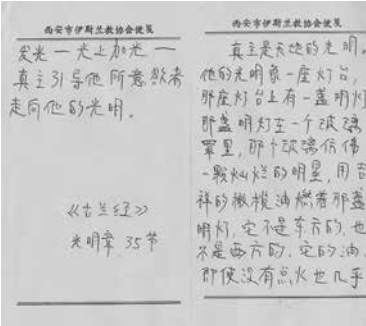 西安市伊斯兰教协会便笺
真主是天地的光明。
他的光明象一座灯台,
那座灯台上有一盏明灯
那盏明灯在一个玻璃
罩里,那个玻璃仿佛
一颗灿烂的明星,用吉
祥的橄榄油燃着那盏
明灯,它不是东方的,也
不是西方的,它的油,
即使没有点火也几乎
西安市伊斯兰教协会便笺
发光一光上加光一
真主引导他所意欲者
走向他的光明。
《古兰经》
光明章 35节